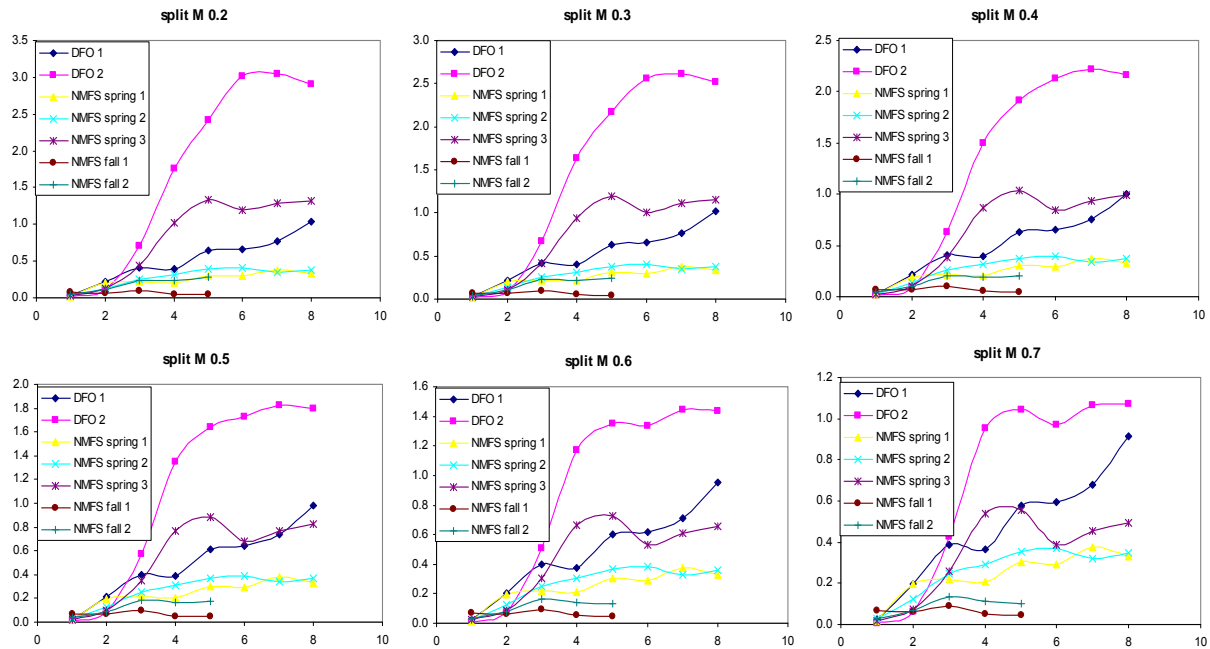 split M 0.2
3.5
3.0
2.5
2.0
1.5
1.0
0.5
0.0
0 2 4 6 8 10
DFO 1
DFO 2
NMFS spring 1
NMFS spring 2
NMFS spring 3
NMFS fall 1
NMFS fall 2
split M 0.3
3.0
2.5
2.0
1.5
1.0
0.5
0.0
0 2 4 6 8 10
DFO 1
DFO 2
NMFS spring 1
NMFS spring 2
NMFS spring 3
NMFS fall 1
NMFS fall 2
split M 0.4
2.5
2.0
1.5
1.0
0.5
0.0
0 2 4 6 8 10
DFO 1
DFO 2
NMFS spring 1
NMFS spring 2
NMFS spring 3
NMFS fall 1
NMFS fall 2
split M 0.5
2.0
1.8
1.6
1.4
1.2
1.0
0.8
0.6
0.4
0.2
0.0
0 2 4 6 8 10
DFO 1
DFO 2
NMFS spring 1
NMFS spring 2
NMFS spring 3
NMFS fall 1
NMFS fall 2
split M 0.6
1.6
1.4
1.2
1.0
0.8
0.6
0.4
0.2
0.0
0 2 4 6 8 10
DFO 1
DFO 2
NMFS spring 1
NMFS spring 2
NMFS spring 3
NMFS fall 1
NMFS fall 2
split M 0.7
1.2
1.0
0.8
0.6
0.4
0.2
0.0
0 2 4 6 8 10
DFO 1
DFO 2
NMFS spring 1
NMFS spring 2
NMFS spring 3
NMFS fall 1
NMFS fall 2